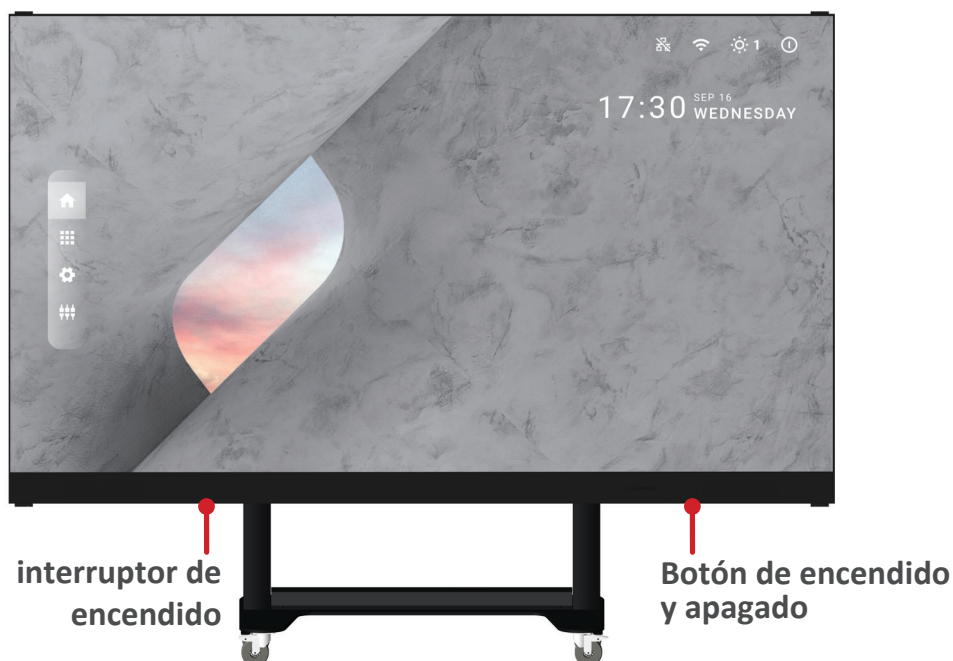 1
17:30 SEP 16
WEDNESDAY
interruptor de
encendido
Botón de encendido
y apagado